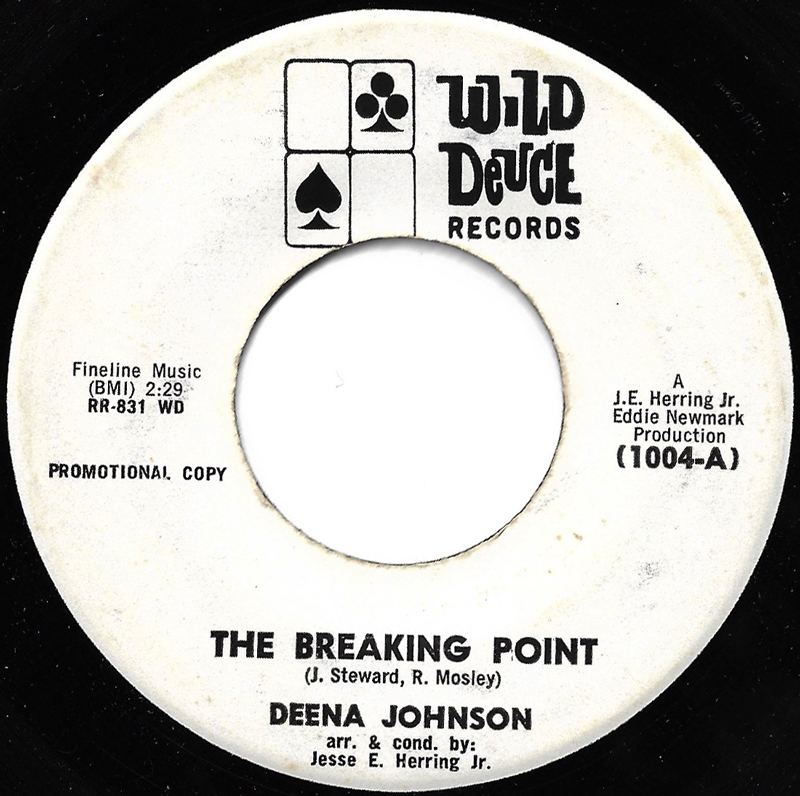 WiLD
DeuCE
RECORDS
Fineline Music
(BMI) 2:29
RR-831 WD
PROMOTIONAL COPY
A
J.E. Herring Jr.
Eddie Newmark
Production
(1004-A)
THE BREAKING POINT
(J. Steward, R. Mosley)
DEENA JOHNSON
arr. & cond. by:
Jesse E. Herring Jr.